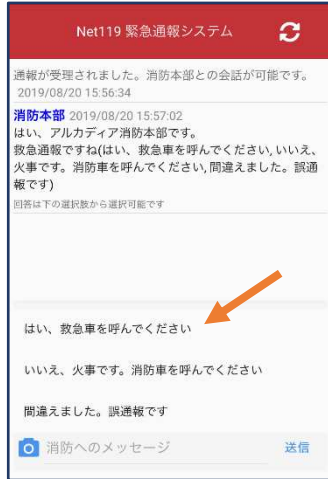 Net119 緊急通報システム
通報が受理されました。消防本部との会話が可能です。
2019/08/20 15:56:34
消防本部 2019/08/20 15:57:02
はい、アルカディア消防本部です。
救急通報ですね(はい、救急車を呼んでください,いいえ、
火事です。消防車を呼んでください,間違えました。誤通
報です)
回答は下の選択肢から選択可能です
はい、救急車を呼んでください
いいえ、火事です。消防車を呼んでください
間違えました。誤通報です
消防へのメッセージ 送信